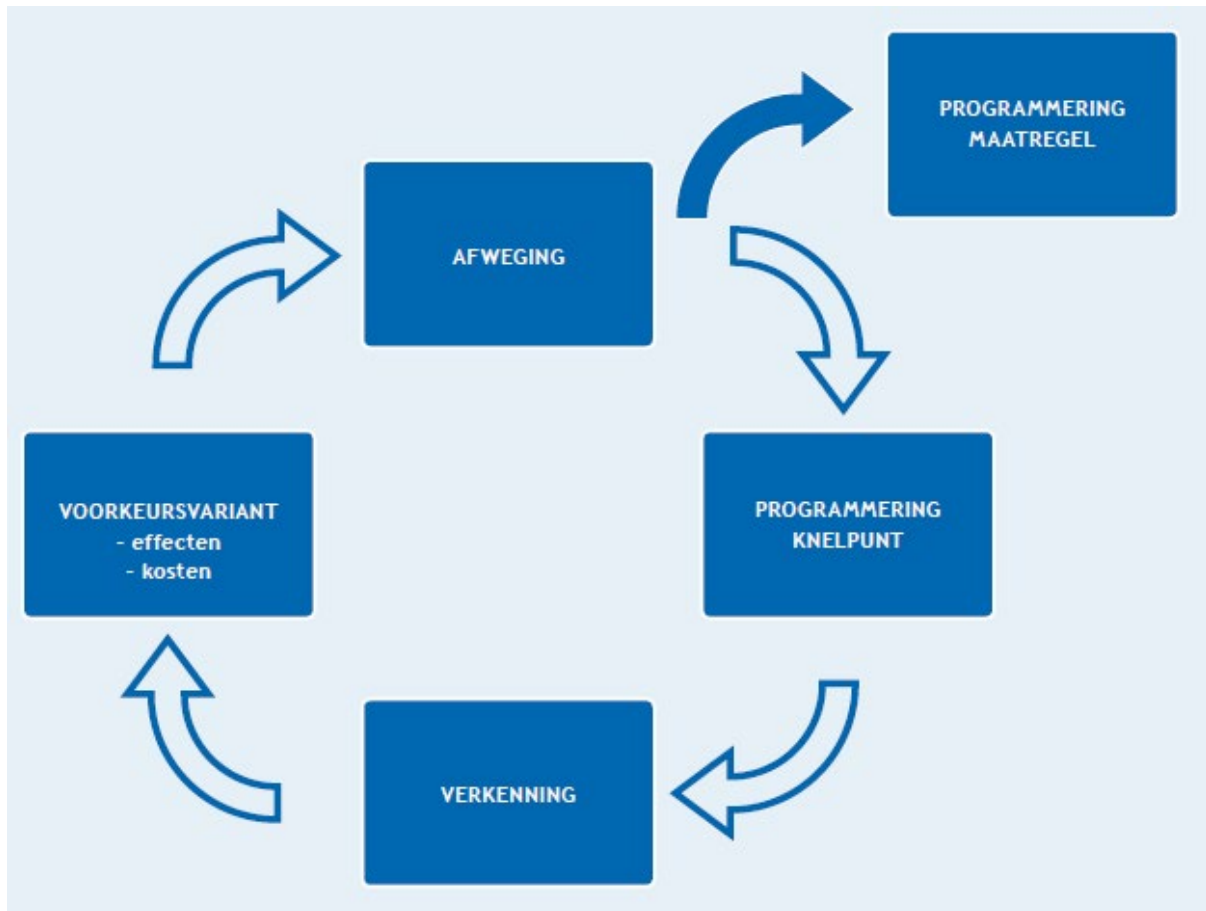 PROGRAMMERING
MAATREGEL
AFWEGING
VOORKEURSVARIANT
- effecten
- kosten
PROGRAMMERING
KNELPUNT
VERKENNING